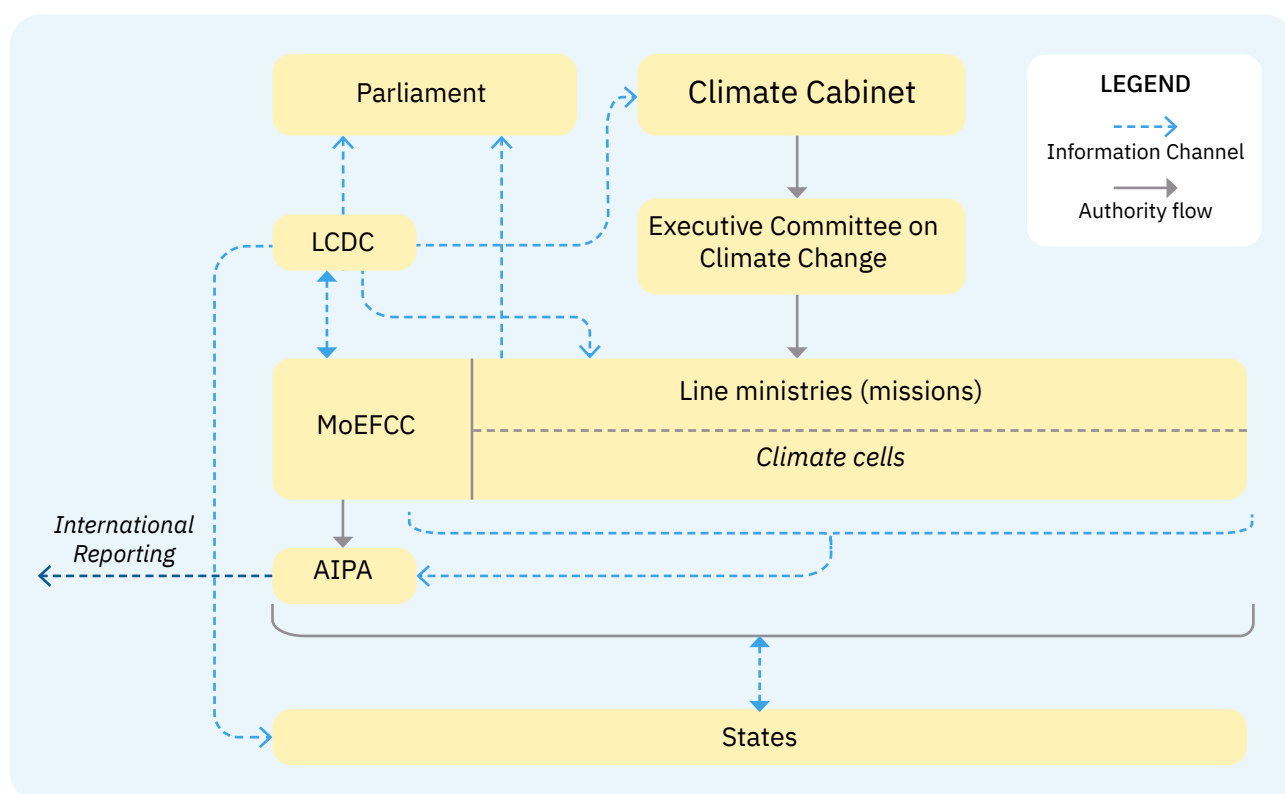 Parliament
Climate Cabinet
LEGEND
Information Channel
Authority flow
LCDC
Executive Committee on
Climate Change
MoEFCC
Line ministries (missions)
Climate cells
International
Reporting
AIPA
States